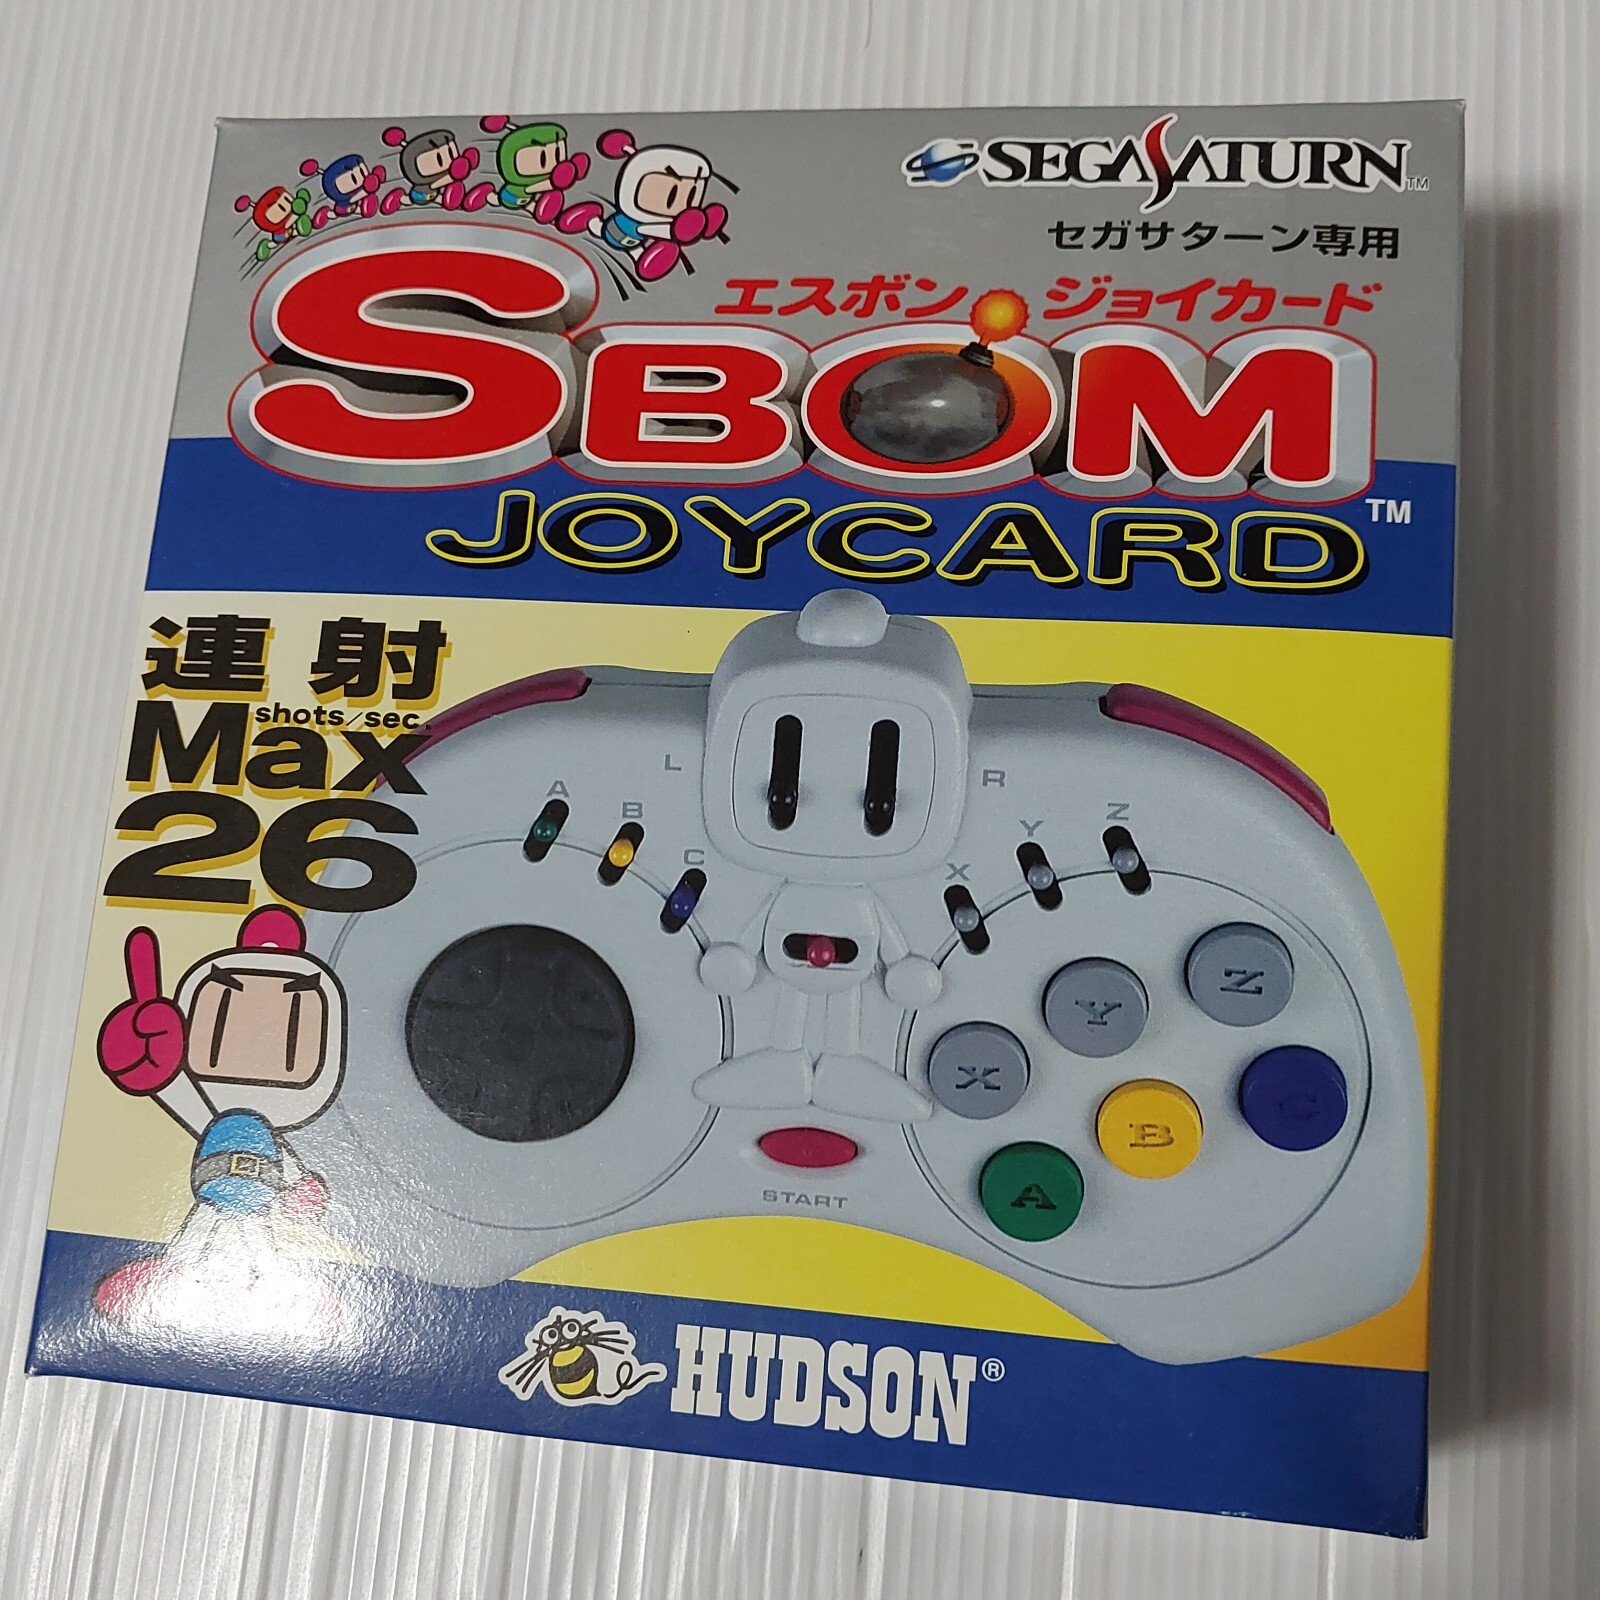 SEGA SATURN™
セガサターン専用
エスボン ジョイカード
SBOM
JOYCARD™
連射
shots/sec.
Max
26
L
R
A
B
C
X
Y
Z
X
Y
Z
A
B
C
START
HUDSON®